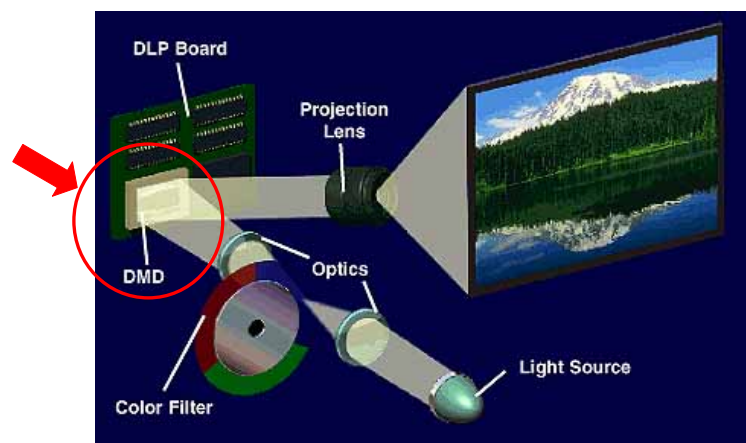 DLP Board
Projection
Lens
DMD
Optics
Color Filter
Light Source